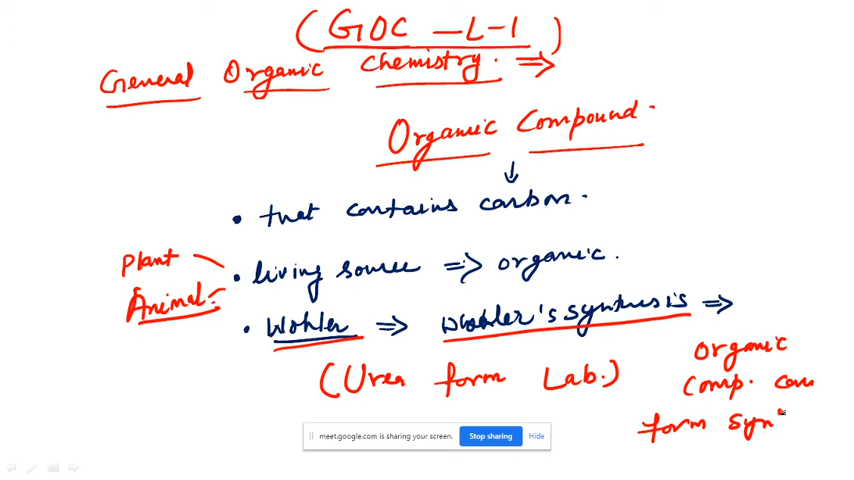 (GOC - L-1)
General Organic Chemistry. ⇒
Organic Compound.
↓
• that contains carbon.
Plant
• living source ⇒ organic.
Animal
• Wohler ⇒ Wohler's synthesis ⇒
(Urea form Lab.)
Organic
Comp. can
form syn
meet.google.com is sharing your screen. Stop sharing Hide